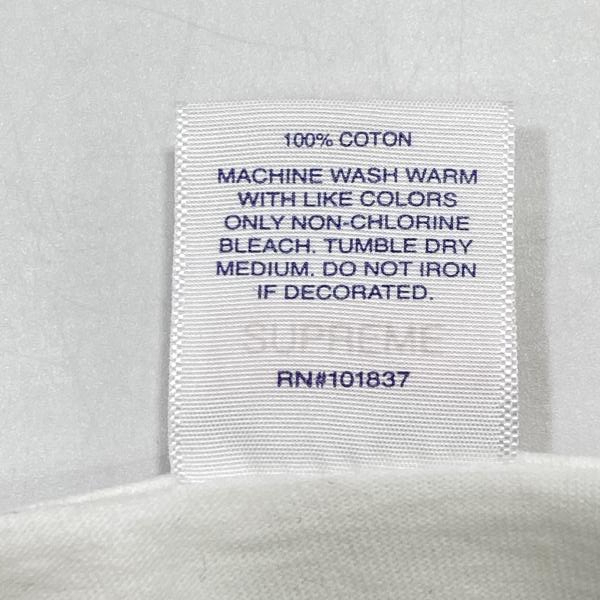 100% COTON
MACHINE WASH WARM
WITH LIKE COLORS
ONLY NON-CHLORINE
BLEACH. TUMBLE DRY
MEDIUM. DO NOT IRON
IF DECORATED.
SUPREME
RN#101837